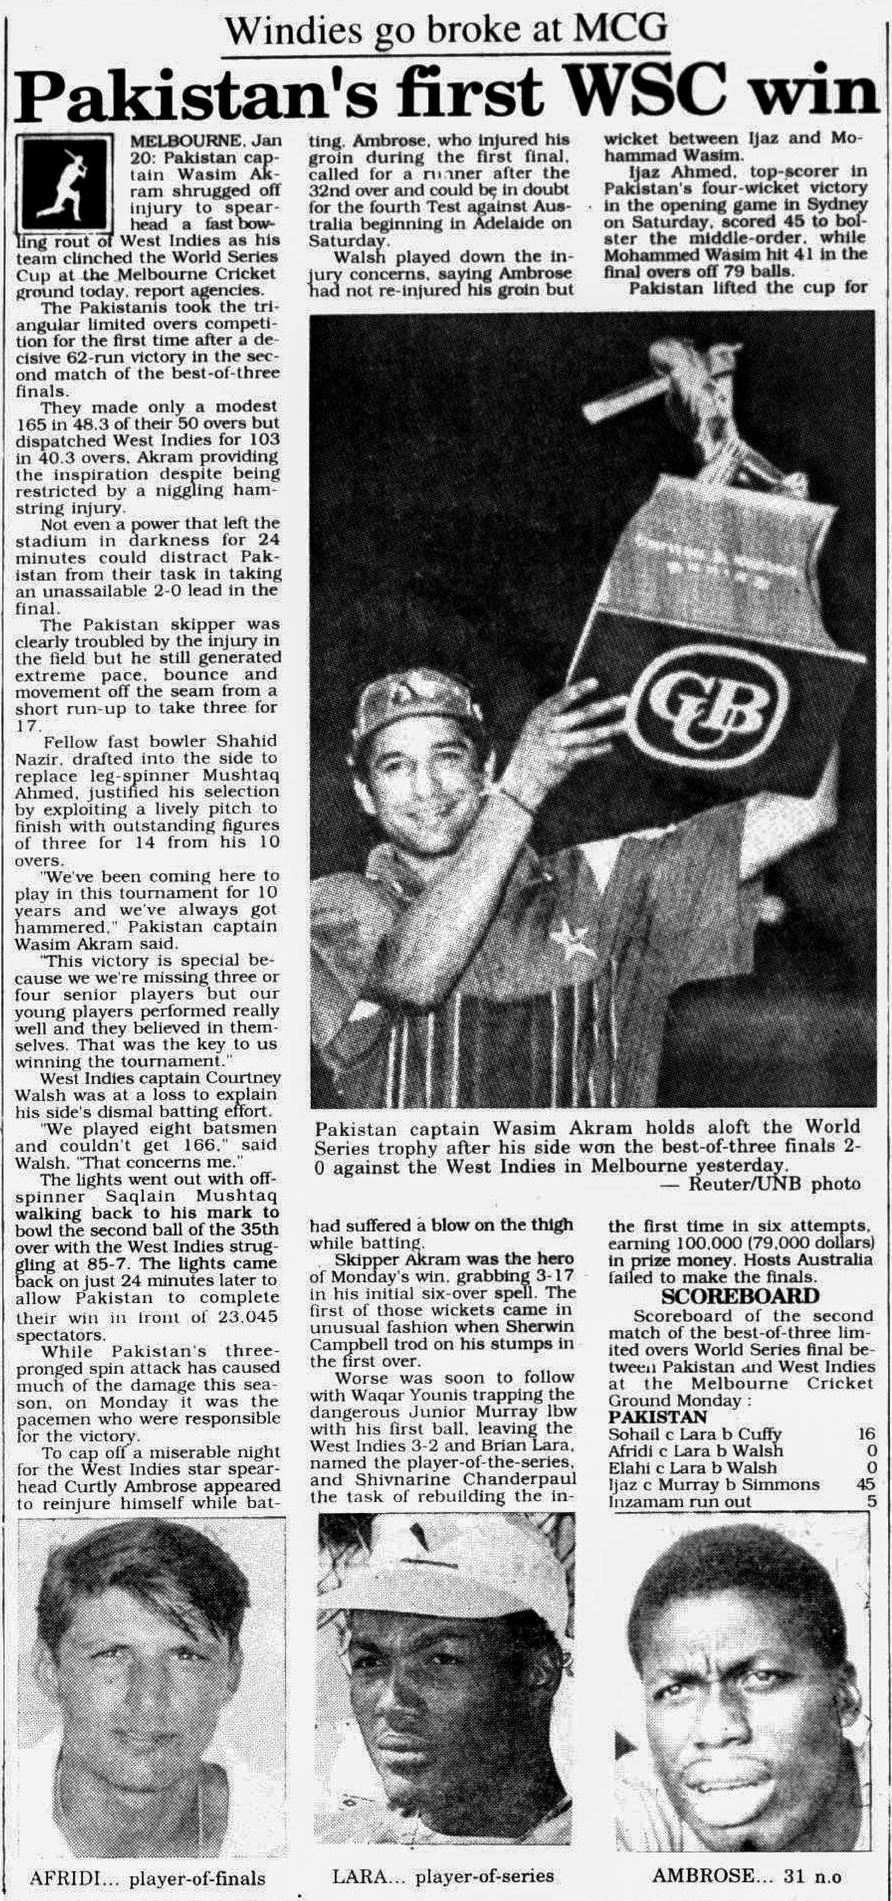 Windies go broke at MCG
Pakistan's first WSC win
MELBOURNE, Jan
20: Pakistan cap-
tain Wasim Ak-
ram shrugged off
injury to spear-
head a fast bow-
ling rout of West Indies as his
team clinched the World Series
Cup at the Melbourne Cricket
ground today, report agencies.
The Pakistanis took the tri-
angular limited overs competi-
tion for the first time after a de-
cisive 62-run victory in the sec-
ond match of the best-of-three
finals.
They made only a modest
165 in 48.3 of their 50 overs but
dispatched West Indies for 103
in 40.3 overs, Akram providing
the inspiration despite being
restricted by a niggling ham-
string injury.
Not even a power that left the
stadium in darkness for 24
minutes could distract Pak-
istan from their task in taking
an unassailable 2-0 lead in the
final.
The Pakistan skipper was
clearly troubled by the injury in
the field but he still generated
extreme pace, bounce and
movement off the seam from a
short run-up to take three for
17.
Fellow fast bowler Shahid
Nazir, drafted into the side to
replace leg-spinner Mushtaq
Ahmed, justified his selection
by exploiting a lively pitch to
finish with outstanding figures
of three for 14 from his 10
overs.
"We've been coming here to
play in this tournament for 10
years and we've always got
hammered," Pakistan captain
Wasim Akram said.
"This victory is special be-
cause we we're missing three or
four senior players but our
young players performed really
well and they believed in them-
selves. That was the key to us
winning the tournament."
West Indies captain Courtney
Walsh was at a loss to explain
his side's dismal batting effort.
"We played eight batsmen
and couldn't get 166," said
Walsh. "That concerns me."
The lights went out with off-
spinner Saqlain Mushtaq
walking back to his mark to
bowl the second ball of the 35th
over with the West Indies strug-
gling at 85-7. The lights came
back on just 24 minutes later to
allow Pakistan to complete
their win in front of 23,045
spectators.
While Pakistan's three-
pronged spin attack has caused
much of the damage this sea-
son, on Monday it was the
pacemen who were responsible
for the victory.
To cap off a miserable night
for the West Indies star spear-
head Curtly Ambrose appeared
to reinjure himself while bat-
ting. Ambrose, who injured his
groin during the first final,
called for a runner after the
32nd over and could be in doubt
for the fourth Test against Aus-
tralia beginning in Adelaide on
Saturday.
Walsh played down the in-
jury concerns, saying Ambrose
had not re-injured his groin but
wicket between Ijaz and Mo-
hammad Wasim.
Ijaz Ahmed, top-scorer in
Pakistan's four-wicket victory
in the opening game in Sydney
on Saturday, scored 45 to bol-
ster the middle-order, while
Mohammed Wasim hit 41 in the
final overs off 79 balls.
Pakistan lifted the cup for
C&UB
Pakistan captain Wasim Akram holds aloft the World
Series trophy after his side won the best-of-three finals 2-
0 against the West Indies in Melbourne yesterday.
— Reuter/UNB photo
had suffered a blow on the thigh
while batting.
Skipper Akram was the hero
of Monday's win, grabbing 3-17
in his initial six-over spell. The
first of those wickets came in
unusual fashion when Sherwin
Campbell trod on his stumps in
the first over.
Worse was soon to follow
with Waqar Younis trapping the
dangerous Junior Murray lbw
with his first ball, leaving the
West Indies 3-2 and Brian Lara,
named the player-of-the-series,
and Shivnarine Chanderpaul
the task of rebuilding the in-
the first time in six attempts,
earning 100,000 (79,000 dollars)
in prize money. Hosts Australia
failed to make the finals.
SCOREBOARD
Scoreboard of the second
match of the best-of-three lim-
ited overs World Series final be-
tween Pakistan and West Indies
at the Melbourne Cricket
Ground Monday :
PAKISTAN
Sohail c Lara b Cuffy 16
Afridi c Lara b Walsh 0
Elahi c Lara b Walsh 0
Ijaz c Murray b Simmons 45
Inzamam run out 5
AFRIDI... player-of-finals
LARA... player-of-series
AMBROSE... 31 n.o